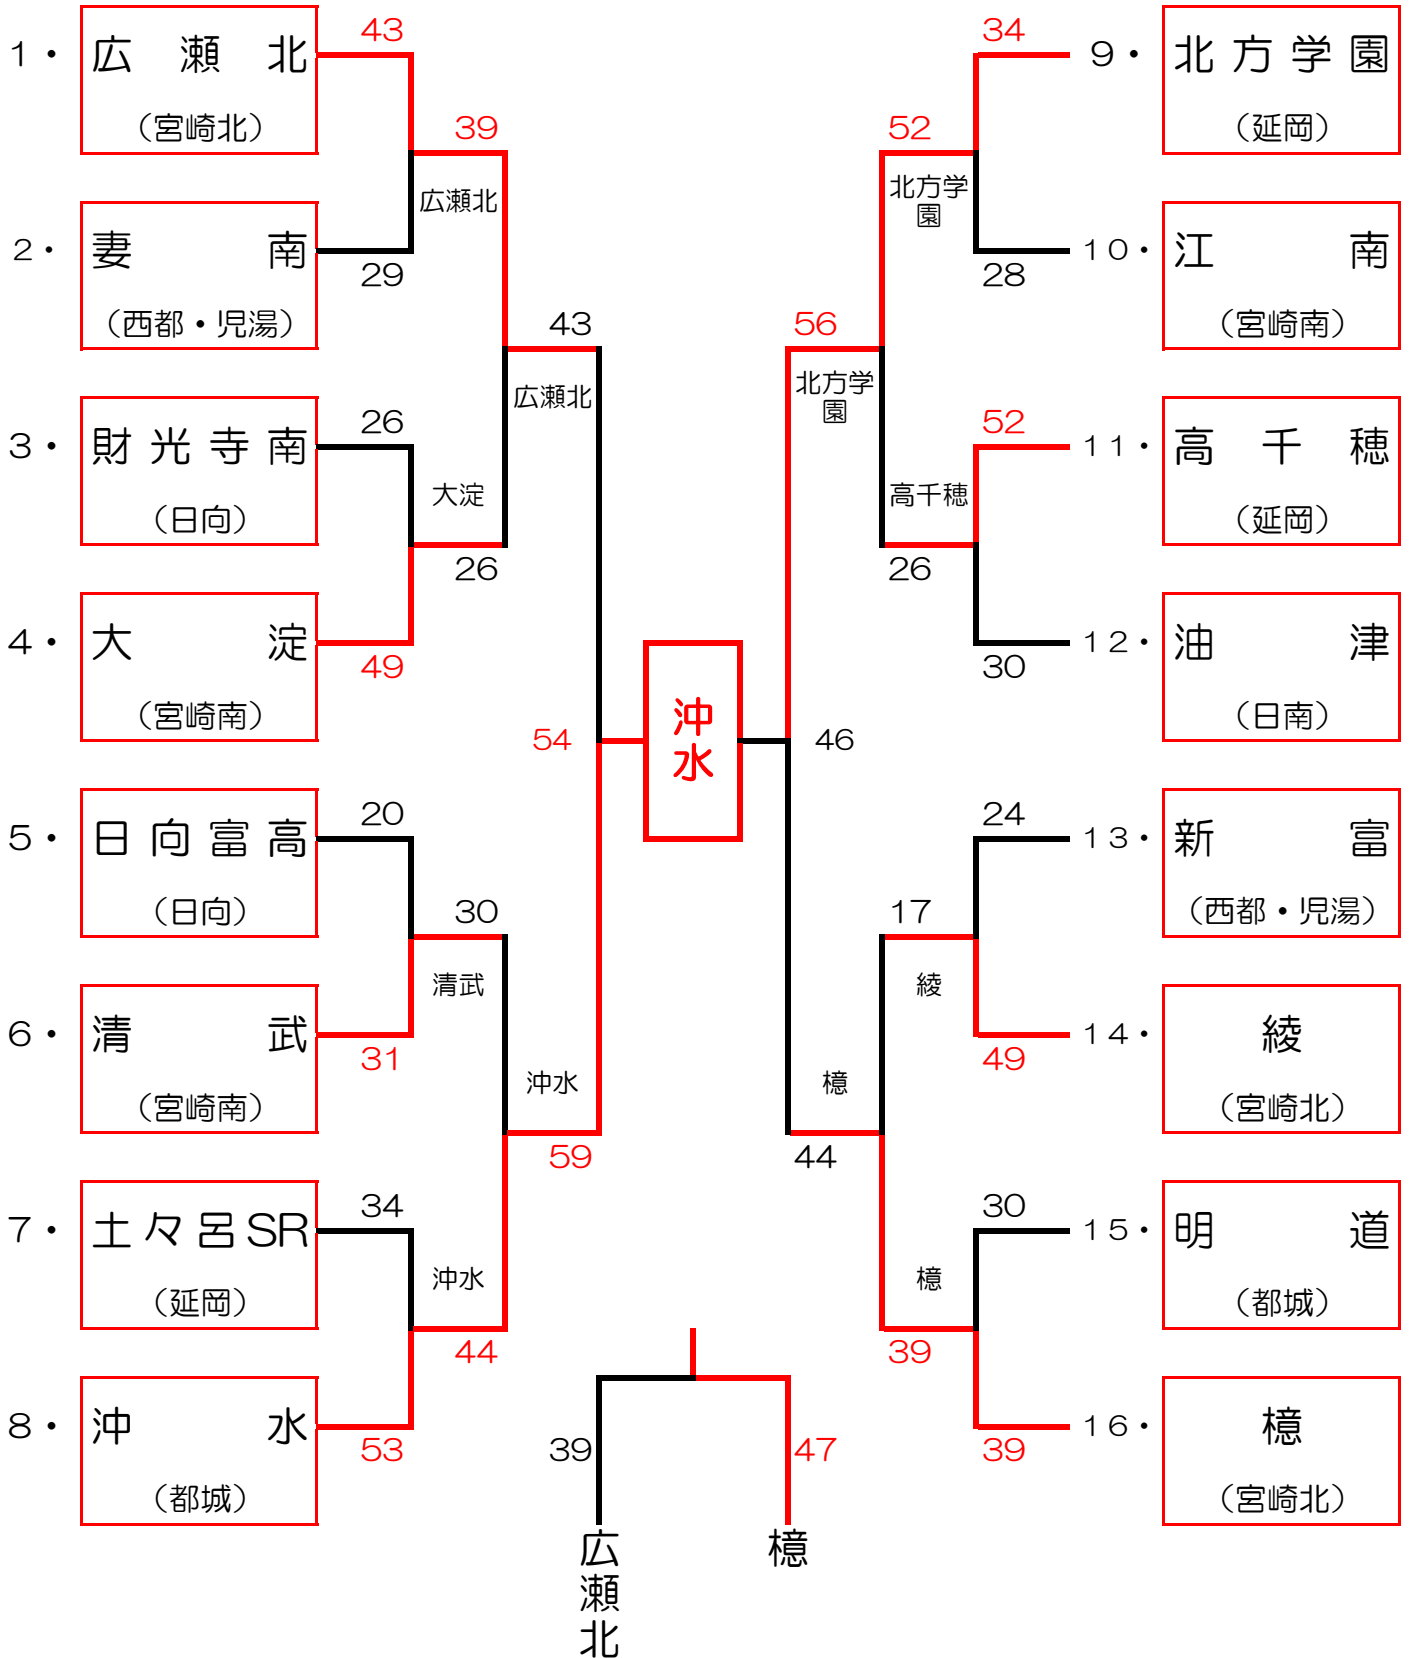 1・ 広瀬北 43
（宮崎北）
39
広瀬北
2・ 妻南 29
（西都・児湯）
43
広瀬北
3・ 財光寺南 26
（日向）
大淀
26
4・ 大淀 49
（宮崎南）
54
5・ 日向富高 20
（日向）
30
清武
6・ 清武 31
（宮崎南）
沖水
59
7・ 土々呂SR 34
（延岡）
沖水
44
8・ 沖水 53
（都城）
沖水
34 9・ 北方学園
（延岡）
52
北方学
園
28 10・ 江南
（宮崎南）
56
北方学
園
52 11・ 高千穂
（延岡）
高千穂
26
30 12・ 油津
（日南）
46
24 13・ 新富
（西都・児湯）
17
綾
49 14・ 綾
（宮崎北）
檍
44
30 15・ 明道
（都城）
檍
39
39 16・ 檍
（宮崎北）
39 47
広瀬北
檍